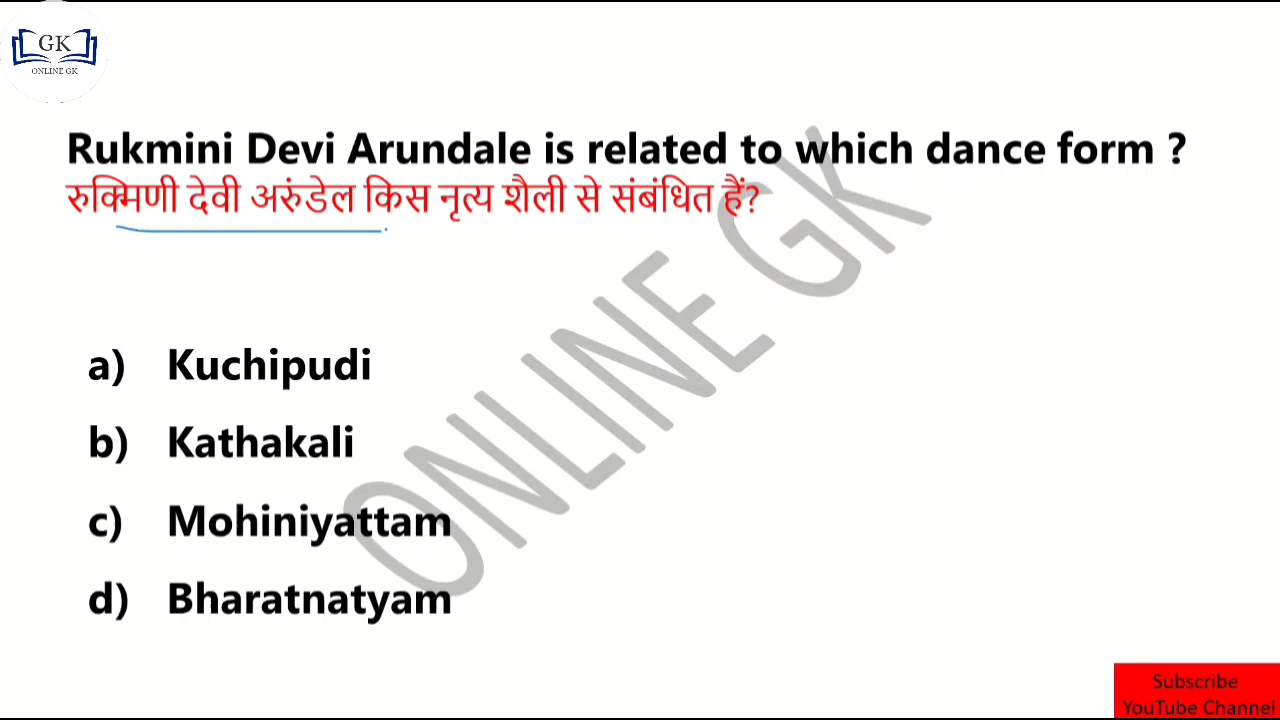 GK
ONLINE GK
Rukmini Devi Arundale is related to which dance form ?
रुक्मिणी देवी अरुंडेल किस नृत्य शैली से संबंधित हैं?
a) Kuchipudi
b) Kathakali
c) Mohiniyattam
d) Bharatnatyam
ONLINE GK
Subscribe
YouTube Channel